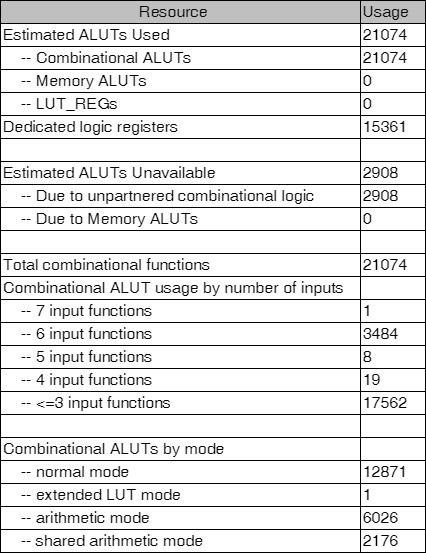 Resource Usage
Estimated ALUTs Used 21074
-- Combinational ALUTs 21074
-- Memory ALUTs 0
-- LUT_REGs 0
Dedicated logic registers 15361
Estimated ALUTs Unavailable 2908
-- Due to unpartnered combinational logic 2908
-- Due to Memory ALUTs 0
Total combinational functions 21074
Combinational ALUT usage by number of inputs
-- 7 input functions 1
-- 6 input functions 3484
-- 5 input functions 8
-- 4 input functions 19
-- <=3 input functions 17562
Combinational ALUTs by mode
-- normal mode 12871
-- extended LUT mode 1
-- arithmetic mode 6026
-- shared arithmetic mode 2176